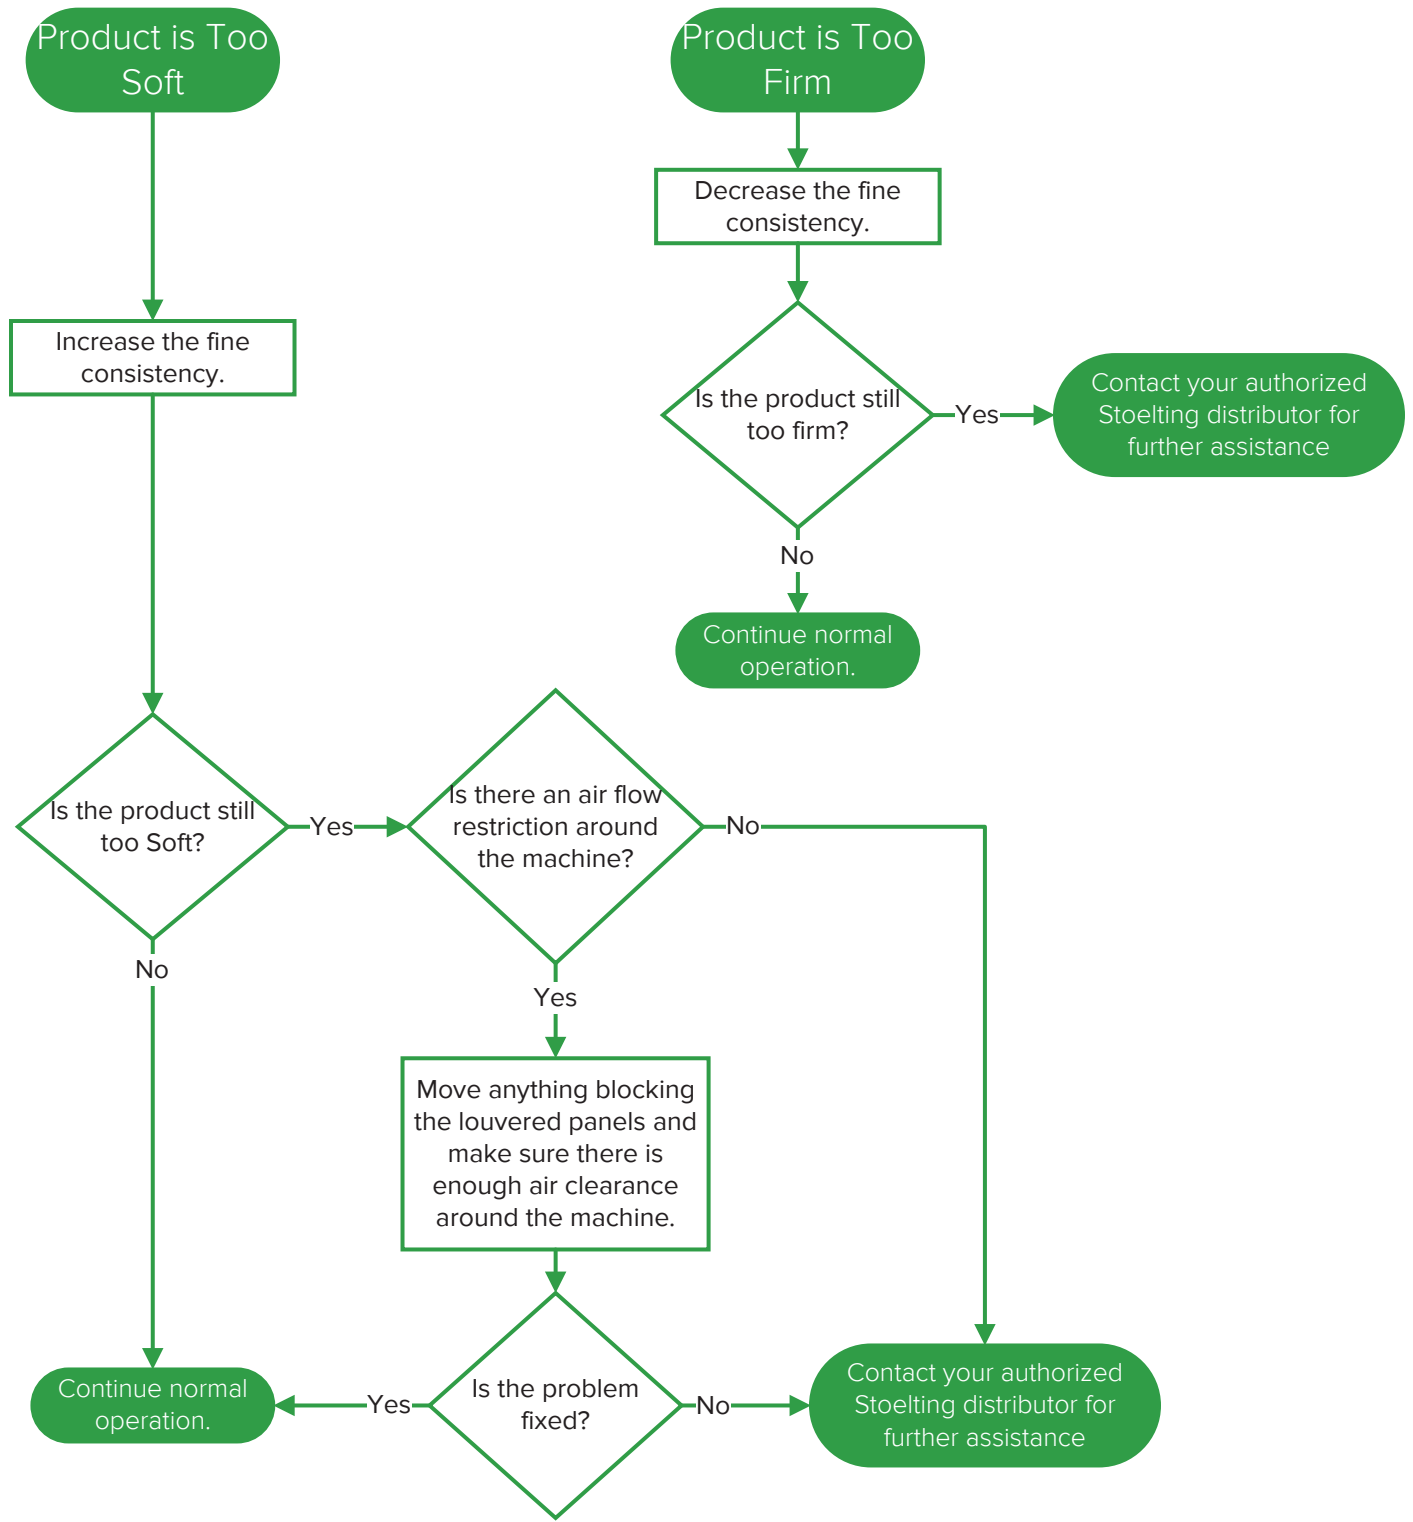 Product is Too
Soft
Increase the fine
consistency.
Is the product still
too Soft?
Yes
No
Is there an air flow
restriction around
the machine?
No
Yes
Move anything blocking
the louvered panels and
make sure there is
enough air clearance
around the machine.
Is the problem
fixed?
Yes
No
Continue normal
operation.
Contact your authorized
Stoelting distributor for
further assistance
Product is Too
Firm
Decrease the fine
consistency.
Is the product still
too firm?
Yes
Contact your authorized
Stoelting distributor for
further assistance
No
Continue normal
operation.